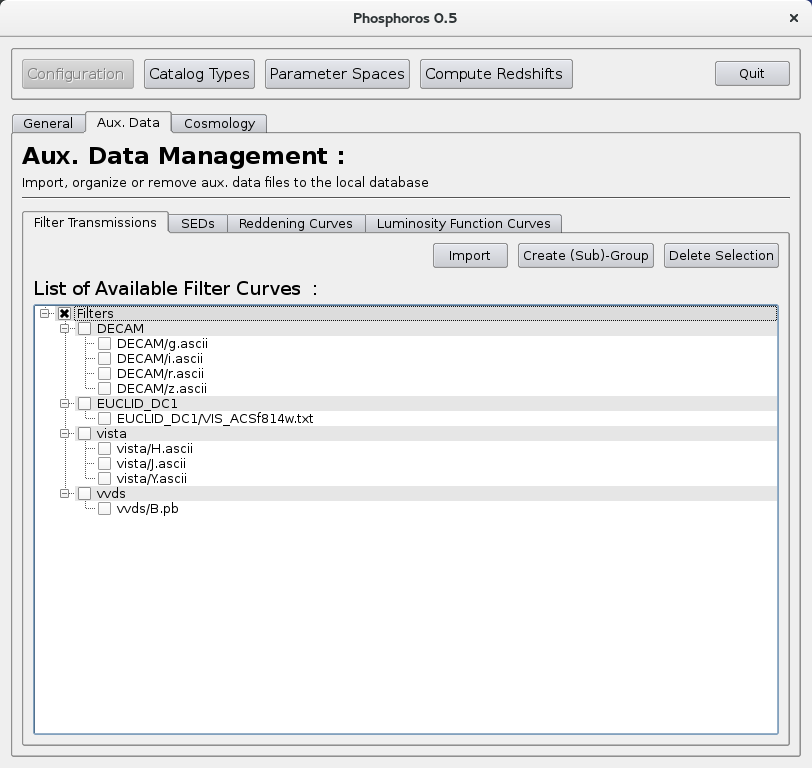 Phosphoros 0.5
Configuration Catalog Types Parameter Spaces Compute Redshifts Quit
General Aux. Data Cosmology
Aux. Data Management :
Import, organize or remove aux. data files to the local database
Filter Transmissions SEDs Reddening Curves Luminosity Function Curves
Import Create (Sub)-Group Delete Selection
List of Available Filter Curves :
Filters
DECAM
DECAM/g.ascii
DECAM/i.ascii
DECAM/r.ascii
DECAM/z.ascii
EUCLID_DC1
EUCLID_DC1/VIS_ACSf814w.txt
vista
vista/H.ascii
vista/J.ascii
vista/Y.ascii
vvds
vvds/B.pb